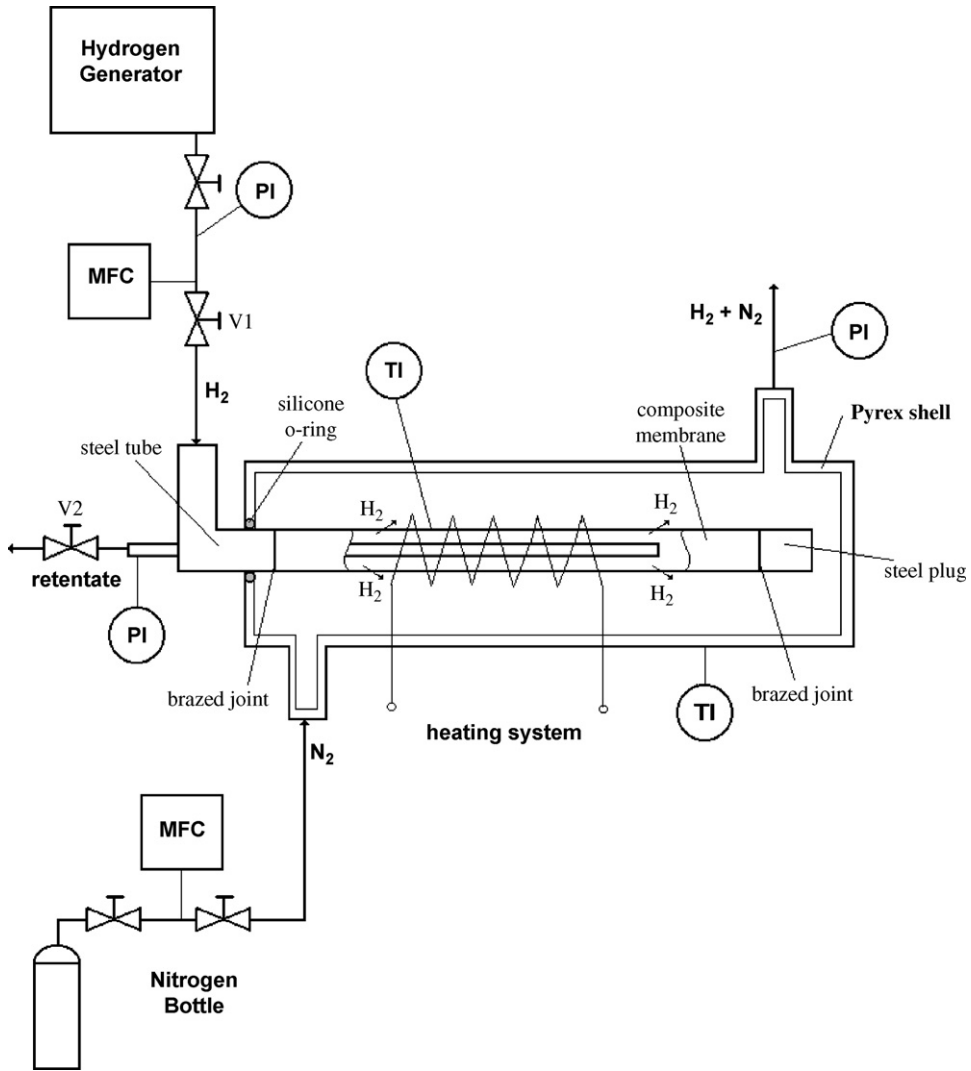 Hydrogen
Generator
PI
MFC
V1
H₂ + N₂
PI
TI
H₂
silicone
o-ring
composite
membrane
Pyrex shell
steel tube
V2
H₂
H₂
retentate
steel plug
H₂
H₂
PI
brazed joint
brazed joint
TI
heating system
N₂
MFC
Nitrogen
Bottle